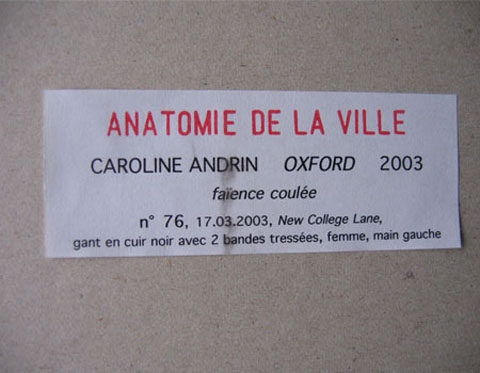 ANATOMIE DE LA VILLE
CAROLINE ANDRIN OXFORD 2003
faïence coulée
n° 76, 17.03.2003, New College Lane,
gant en cuir noir avec 2 bandes tressées, femme, main gauche